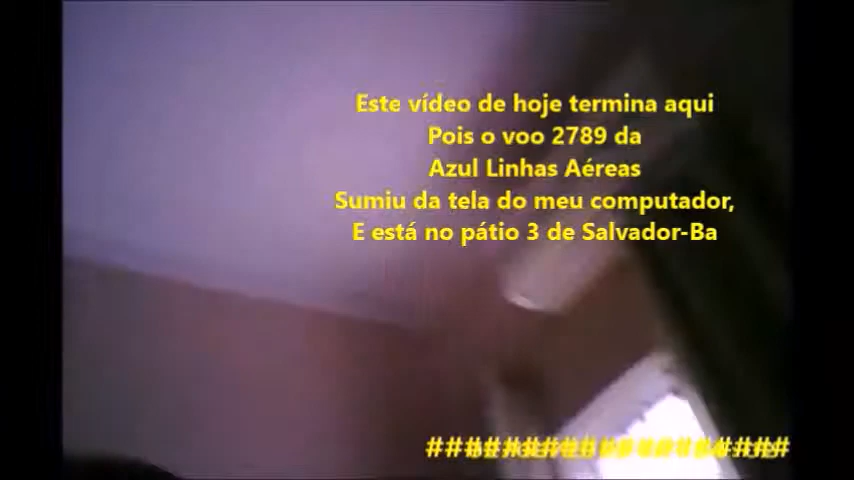 Este vídeo de hoje termina aqui
Pois o voo 2789 da
Azul Linhas Aéreas
Sumiu da tela do meu computador,
E está no pátio 3 de Salvador-Ba